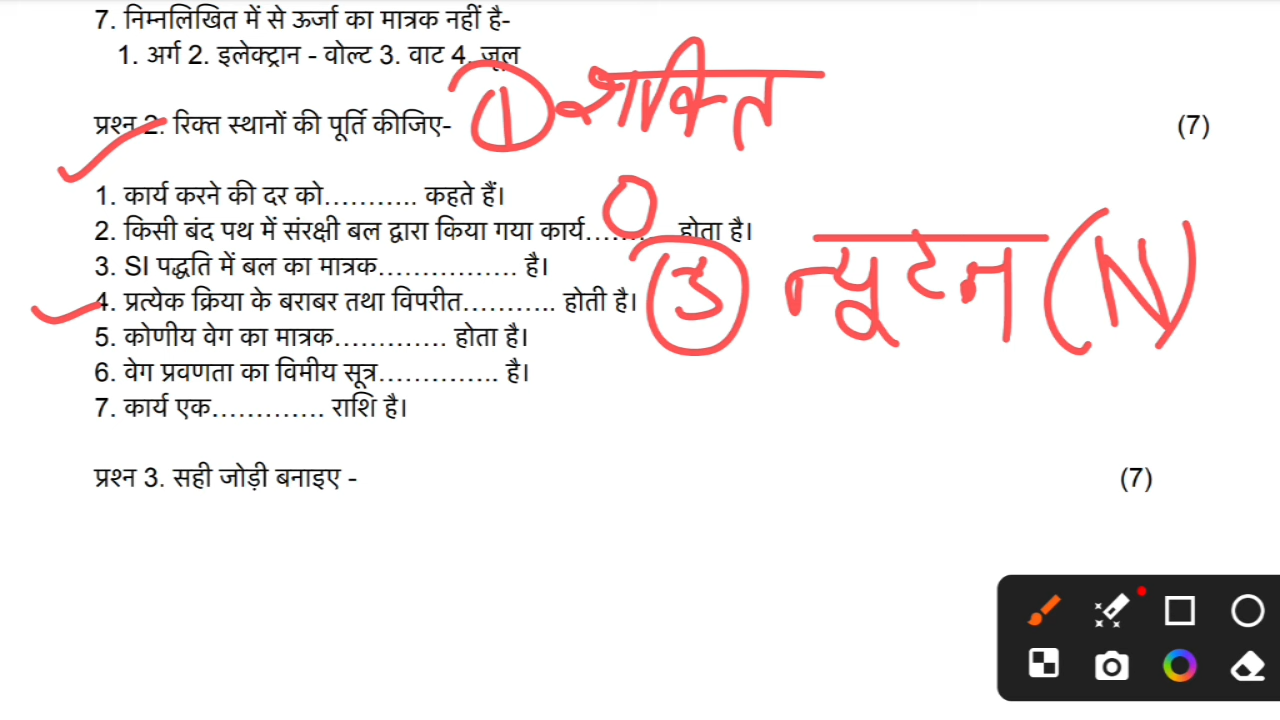 7. निम्नलिखित में से ऊर्जा का मात्रक नहीं है-
1. अर्ग 2. इलेक्ट्रान - वोल्ट 3. वाट 4. जूल
① शक्ति
प्रश्न 2. रिक्त स्थानों की पूर्ति कीजिए- (7)
1. कार्य करने की दर को........... कहते हैं।
0
2. किसी बंद पथ में संरक्षी बल द्वारा किया गया कार्य....... होता है।
3. SI पद्धति में बल का मात्रक................ है।
③ न्यूटन (N)
4. प्रत्येक क्रिया के बराबर तथा विपरीत........... होती है।
5. कोणीय वेग का मात्रक............. होता है।
6. वेग प्रवणता का विमीय सूत्र.............. है।
7. कार्य एक............. राशि है।
प्रश्न 3. सही जोड़ी बनाइए - (7)